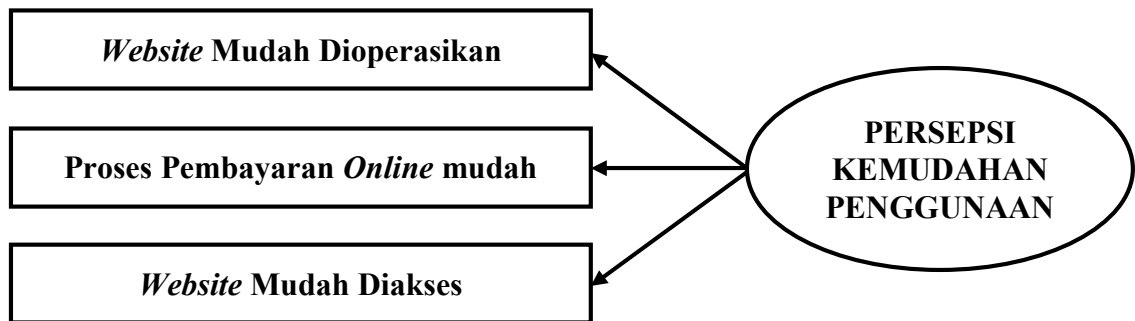 Website Mudah Dioperasikan
Proses Pembayaran Online mudah
Website Mudah Diakses
PERSEPSI
KEMUDAHAN
PENGGUNAAN